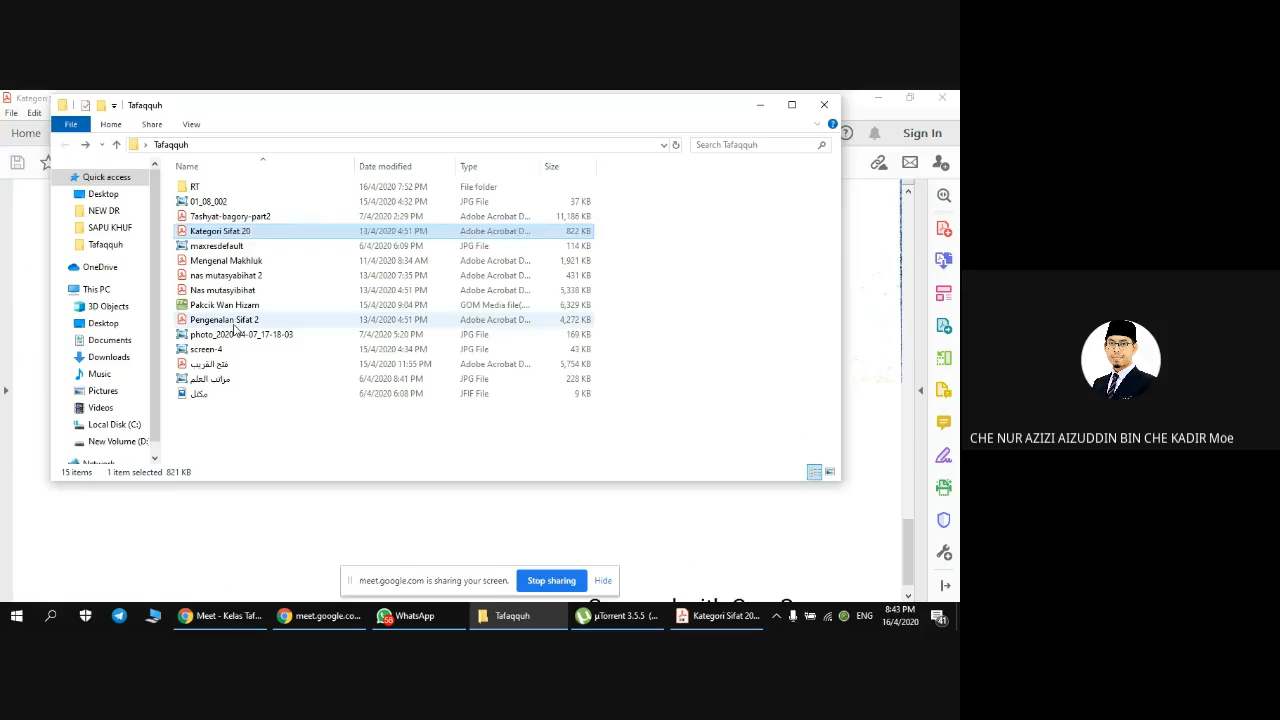 Kategori
Tafaqquh
File Edit
File Home Share View
Home
Sign In
Tafaqquh
Search Tafaqquh
Name Date modified Type Size
Quick access
Desktop
NEW DR
SAPU KHUF
Tafaqquh
OneDrive
This PC
3D Objects
Desktop
Documents
Downloads
Music
Pictures
Videos
Local Disk (C:)
New Volume (D:
Network
RT 16/4/2020 7:52 PM File folder
01_08_002 15/4/2020 4:32 PM JPG File 37 KB
7ashyat-bagory-part2 7/4/2020 2:29 PM Adobe Acrobat D... 11,186 KB
Kategori Sifat 20 13/4/2020 4:51 PM Adobe Acrobat D... 822 KB
maxresdefault 6/4/2020 6:09 PM JPG File 114 KB
Mengenal Makhluk 11/4/2020 8:34 AM Adobe Acrobat D... 1,921 KB
nas mutasyabihat 2 13/4/2020 7:35 PM Adobe Acrobat D... 431 KB
Nas mutasyibihat 13/4/2020 4:51 PM Adobe Acrobat D... 5,338 KB
Pakcik Wan Hizam 15/4/2020 9:04 PM GOM Media file(.... 6,329 KB
Pengenalan Sifat 2 13/4/2020 4:51 PM Adobe Acrobat D... 4,272 KB
photo_2020-04-07_17-18-03 7/4/2020 5:20 PM JPG File 169 KB
screen-4 15/4/2020 4:34 PM JPG File 43 KB
فتح القريب 15/4/2020 11:55 PM Adobe Acrobat D... 5,754 KB
مراتب العلم 6/4/2020 8:41 PM JPG File 228 KB
مكتل 6/4/2020 6:08 PM JFIF File 9 KB
15 items 1 item selected 821 KB
CHE NUR AZIZI AIZUDDIN BIN CHE KADIR Moe
meet.google.com is sharing your screen. Stop sharing Hide
Meet - Kelas Taf... meet.google.co... WhatsApp Tafaqquh µTorrent 3.5.5 (... Kategori Sifat 20... ENG 8:43 PM
58
16/4/2020
41